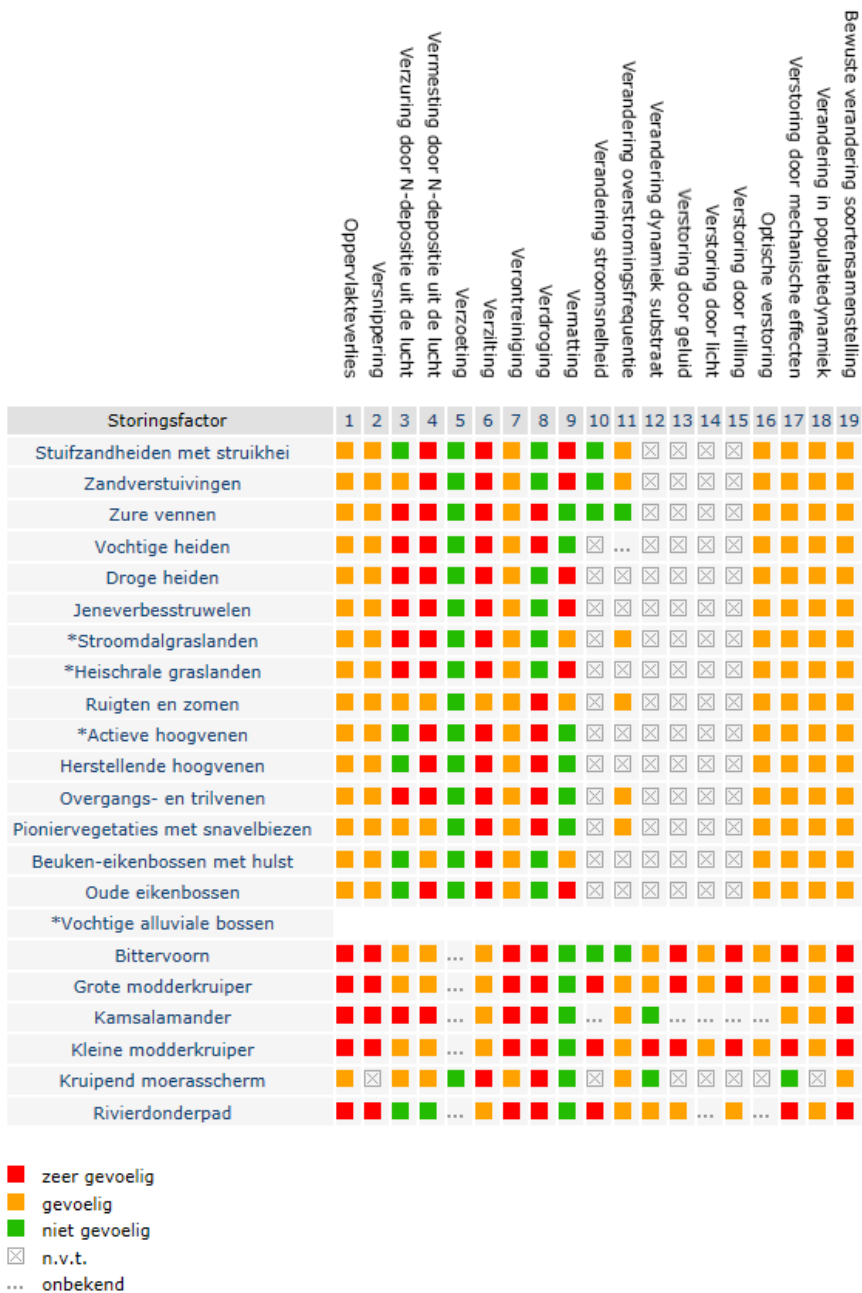 Oppervlakteverlies
Versnippering
Verzuring door N-depositie uit de lucht
Vermesting door N-depositie uit de lucht
Verzoeting
Verzilting
Verontreiniging
Verdroging
Vernatting
Verandering stroomsnelheid
Verandering overstromingsfrequentie
Verandering dynamiek substraat
Verstoring door geluid
Verstoring door licht
Verstoring door trilling
Optische verstoring
Verstoring door mechanische effecten
Verandering in populatiedynamiek
Bewuste verandering soortensamenstelling
Storingsfactor 1 2 3 4 5 6 7 8 9 10 11 12 13 14 15 16 17 18 19
Stuifzandheiden met struikhei
Zandverstuivingen
Zure vennen
Vochtige heiden ...
Droge heiden
Jeneverbesstruwelen
*Stroomdalgraslanden
*Heischrale graslanden
Ruigten en zomen
*Actieve hoogvenen
Herstellende hoogvenen
Overgangs- en trilvenen
Pioniervegetaties met snavelbiezen
Beuken-eikenbossen met hulst
Oude eikenbossen
*Vochtige alluviale bossen
Bittervoorn ...
Grote modderkruiper ...
Kamsalamander ... ... ... ... ... ...
Kleine modderkruiper ...
Kruipend moerasscherm
Rivierdonderpad ... ... ...
zeer gevoelig
gevoelig
niet gevoelig
n.v.t.
... onbekend